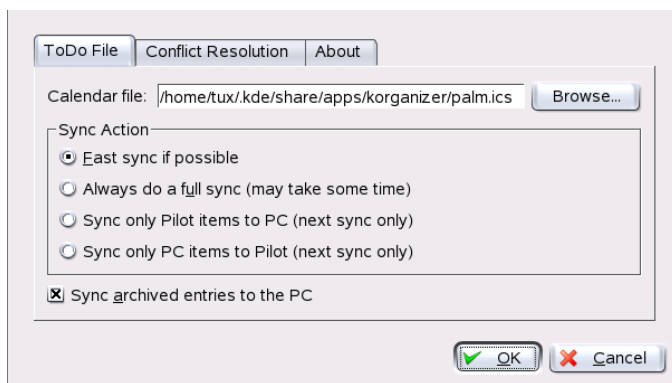 ToDo File Conflict Resolution About
Calendar file: /home/tux/.kde/share/apps/korganizer/palm.ics Browse...
Sync Action
Fast sync if possible
Always do a full sync (may take some time)
Sync only Pilot items to PC (next sync only)
Sync only PC items to Pilot (next sync only)
Sync archived entries to the PC
OK Cancel